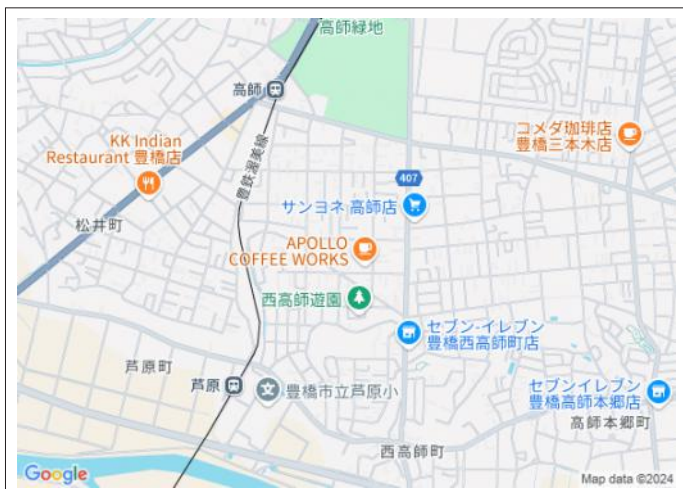 高師緑地
高師
KK Indian
Restaurant 豊橋店
コメダ珈琲店
豊橋三本木店
豊鉄渥美線
407
サンヨネ 高師店
松井町
APOLLO
COFFEE WORKS
西高師遊園
セブン-イレブン
豊橋西高師町店
芦原町
芦原
豊橋市立芦原小
セブンイレブン
豊橋高師本郷店
高師本郷町
西高師町
Google
Map data ©2024